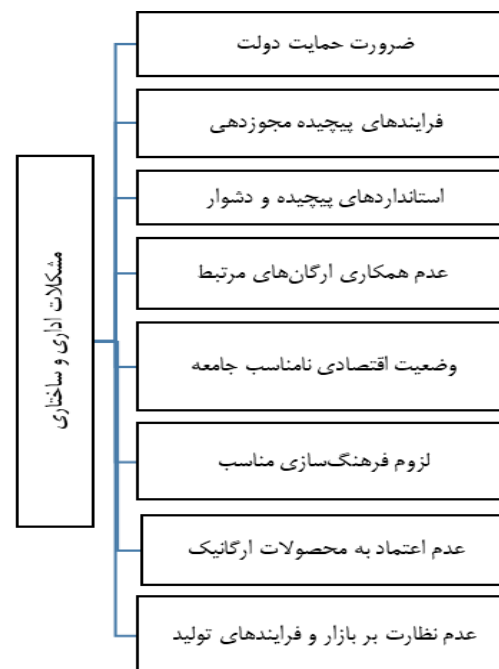 مشکلات اداری و ساختاری
ضرورت حمایت دولت
فرایندهای پیچیده مجوزدهی
استانداردهای پیچیده و دشوار
عدم همکاری ارگان‌های مرتبط
وضعیت اقتصادی نامناسب جامعه
لزوم فرهنگ‌سازی مناسب
عدم اعتماد به محصولات ارگانیک
عدم نظارت بر بازار و فرایندهای تولید